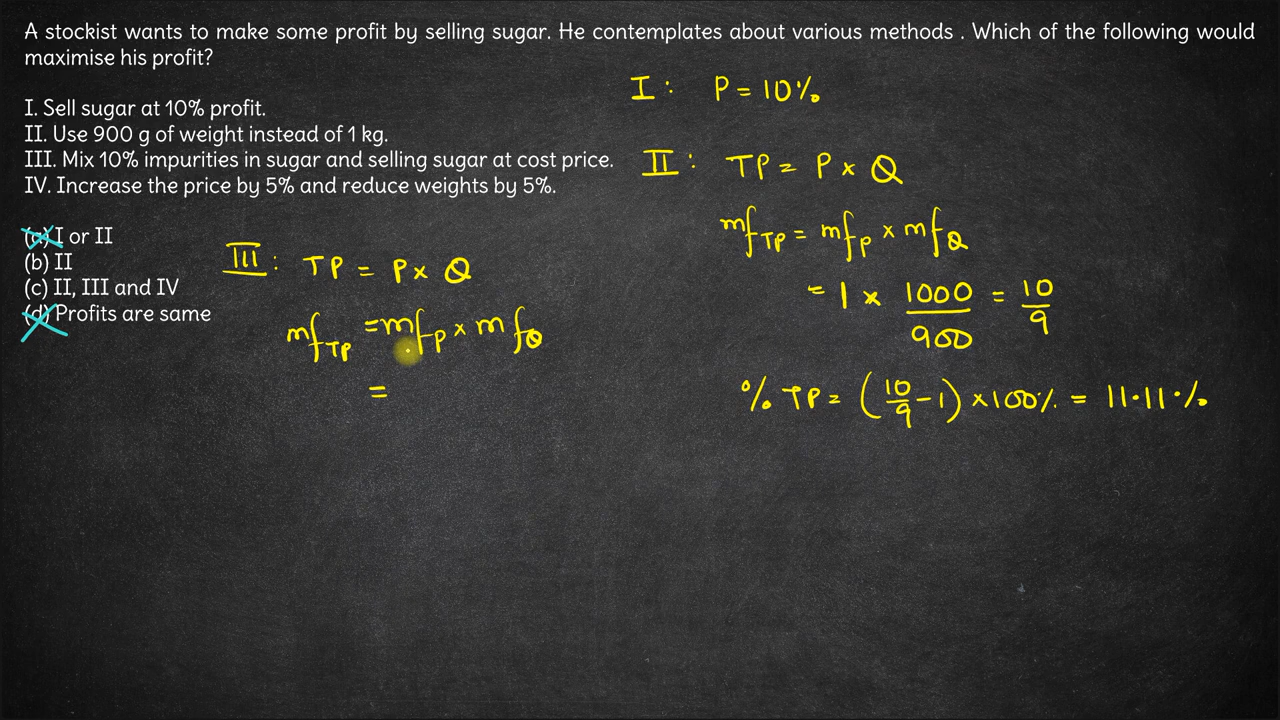 A stockist wants to make some profit by selling sugar. He contemplates about various methods . Which of the following would
maximise his profit?
I. Sell sugar at 10% profit.
II. Use 900 g of weight instead of 1 kg.
III. Mix 10% impurities in sugar and selling sugar at cost price.
IV. Increase the price by 5% and reduce weights by 5%.
(a) I or II
(b) II
(c) II, III and IV
(d) Profits are same
I : P = 10%
II : TP = P × Q
mf_TP = mf_P × mf_Q
= 1 × 1000/900 = 10/9
% TP = (10/9 - 1) × 100% = 11.11%
III : TP = P × Q
mf_TP = mf_P × mf_Q
=